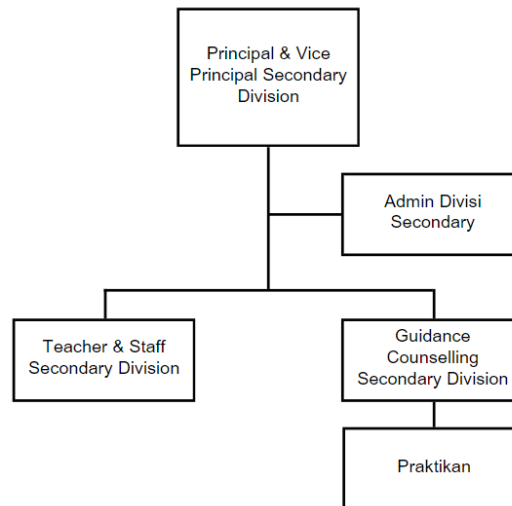 Principal & Vice
Principal Secondary
Division
Admin Divisi
Secondary
Teacher & Staff
Secondary Division
Guidance
Counselling
Secondary Division
Praktikan